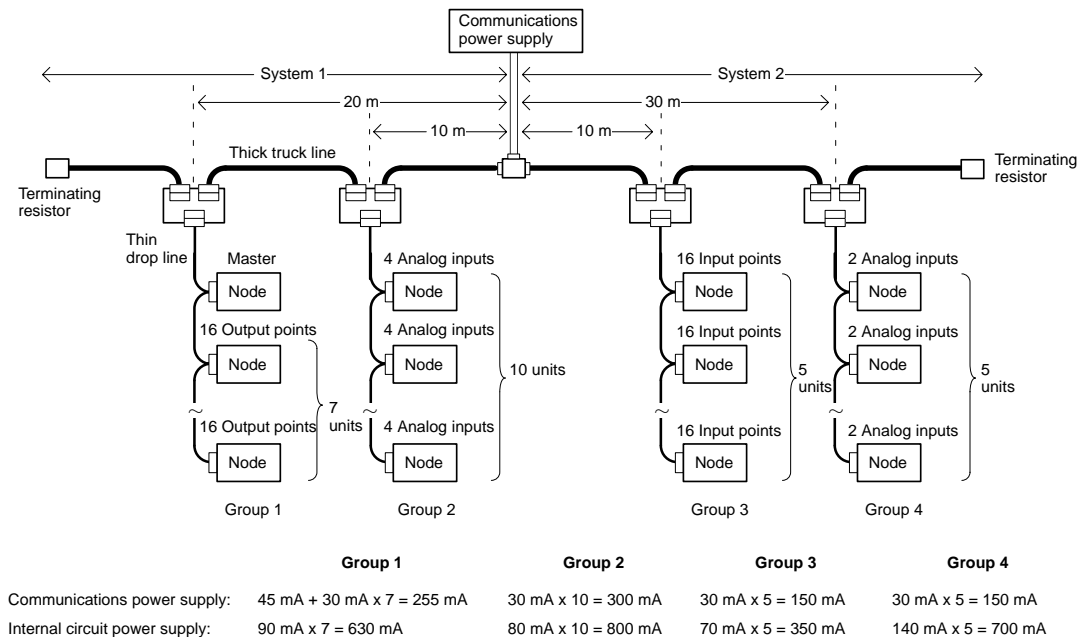 Communications
power supply
System 1
System 2
20 m
30 m
10 m
10 m
Thick truck line
Terminating
resistor
Terminating
resistor
Thin
drop line
Master
4 Analog inputs
16 Input points
2 Analog inputs
Node
Node
Node
Node
16 Output points
4 Analog inputs
16 Input points
2 Analog inputs
Node
Node
Node
Node
7
units
10 units
5
units
5
units
16 Output points
4 Analog inputs
16 Input points
2 Analog inputs
Node
Node
Node
Node
Group 1
Group 2
Group 3
Group 4
Group 1
Group 2
Group 3
Group 4
Communications power supply: 45 mA + 30 mA x 7 = 255 mA 30 mA x 10 = 300 mA 30 mA x 5 = 150 mA 30 mA x 5 = 150 mA
Internal circuit power supply: 90 mA x 7 = 630 mA 80 mA x 10 = 800 mA 70 mA x 5 = 350 mA 140 mA x 5 = 700 mA